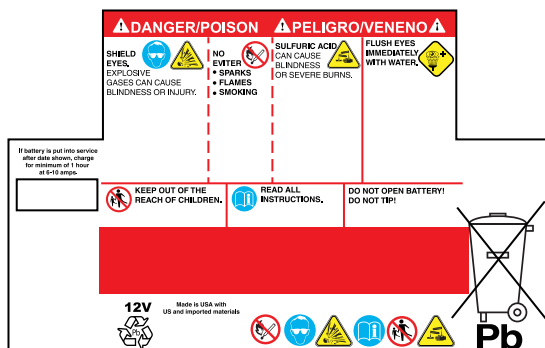 DANGER/POISON
PELIGRO/VENENO
SHIELD
EYES.
EXPLOSIVE
GASES CAN CAUSE
BLINDNESS OR INJURY.
NO
EVITER
• SPARKS
• FLAMES
• SMOKING
SULFURIC ACID
CAN CAUSE
BLINDNESS
OR SEVERE BURNS.
FLUSH EYES
IMMEDIATELY
WITH WATER.
If battery is put into service
after date shown, charge
for minimum of 1 hour
at 6-10 amps.
KEEP OUT OF THE
REACH OF CHILDREN.
READ ALL
INSTRUCTIONS.
DO NOT OPEN BATTERY!
DO NOT TIP!
12V
Pb
Made is USA with
US and imported materials
Pb